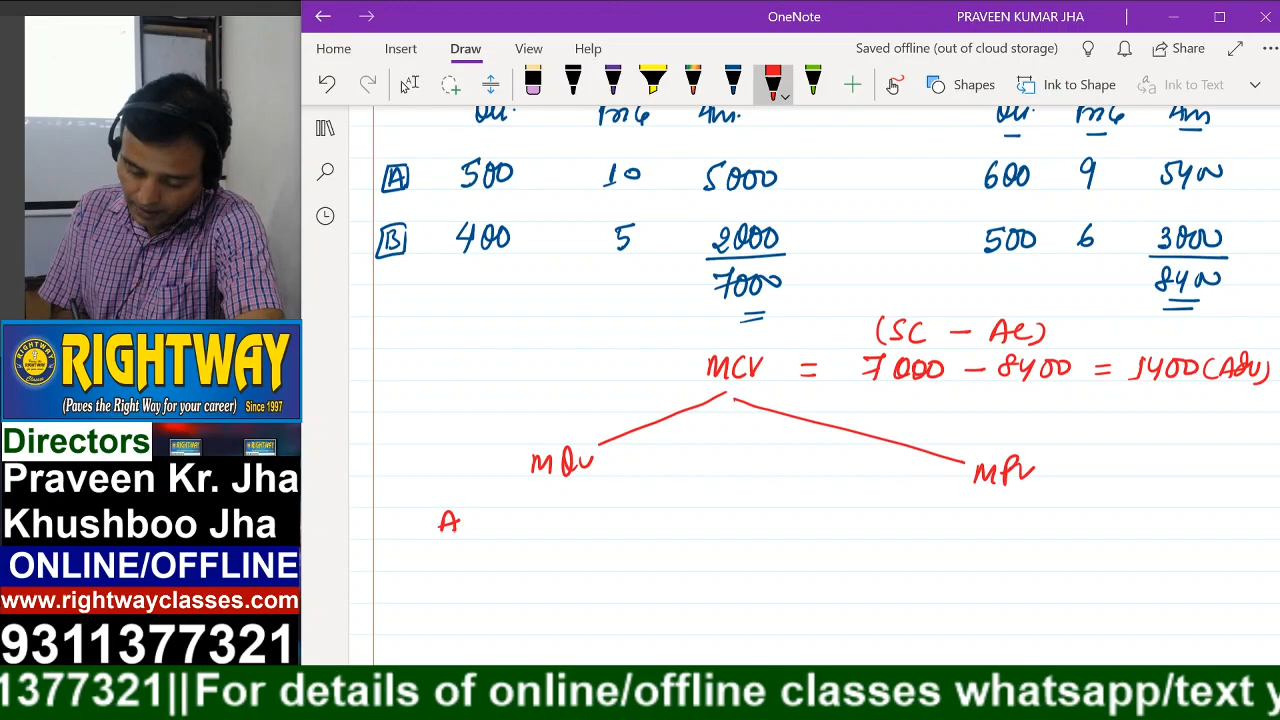 OneNote
PRAVEEN KUMAR JHA
Home Insert Draw View Help
Saved offline (out of cloud storage)
Share
Shapes
Ink to Shape
Ink to Text
A 500 10 5000 600 9 5400
B 400 5 2000 500 6 3000
7000 8400
(SC - AC)
MCV = 7000 - 8400 = 1400 (Adv)
MQV MPV
A
RIGHTWAY
(Paves the Right Way for your career) Since 1997
Directors
Praveen Kr. Jha
Khushboo Jha
ONLINE/OFFLINE
www.rightwayclasses.com
9311377321
1377321||For details of online/offline classes whatsapp/text y